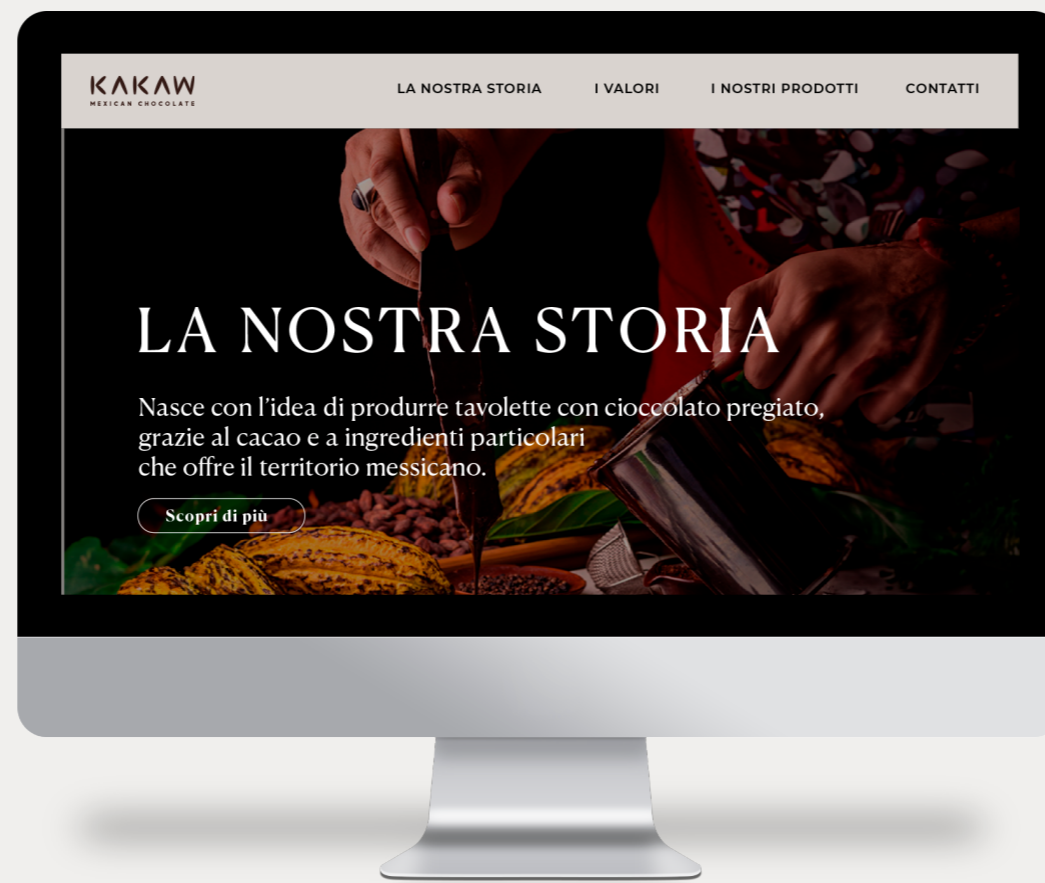 KAKAW
MEXICAN CHOCOLATE
LA NOSTRA STORIA
I VALORI
I NOSTRI PRODOTTI
CONTATTI
LA NOSTRA STORIA
Nasce con l'idea di produrre tavolette con cioccolato pregiato,
grazie al cacao e a ingredienti particolari
che offre il territorio messicano.
Scopri di più